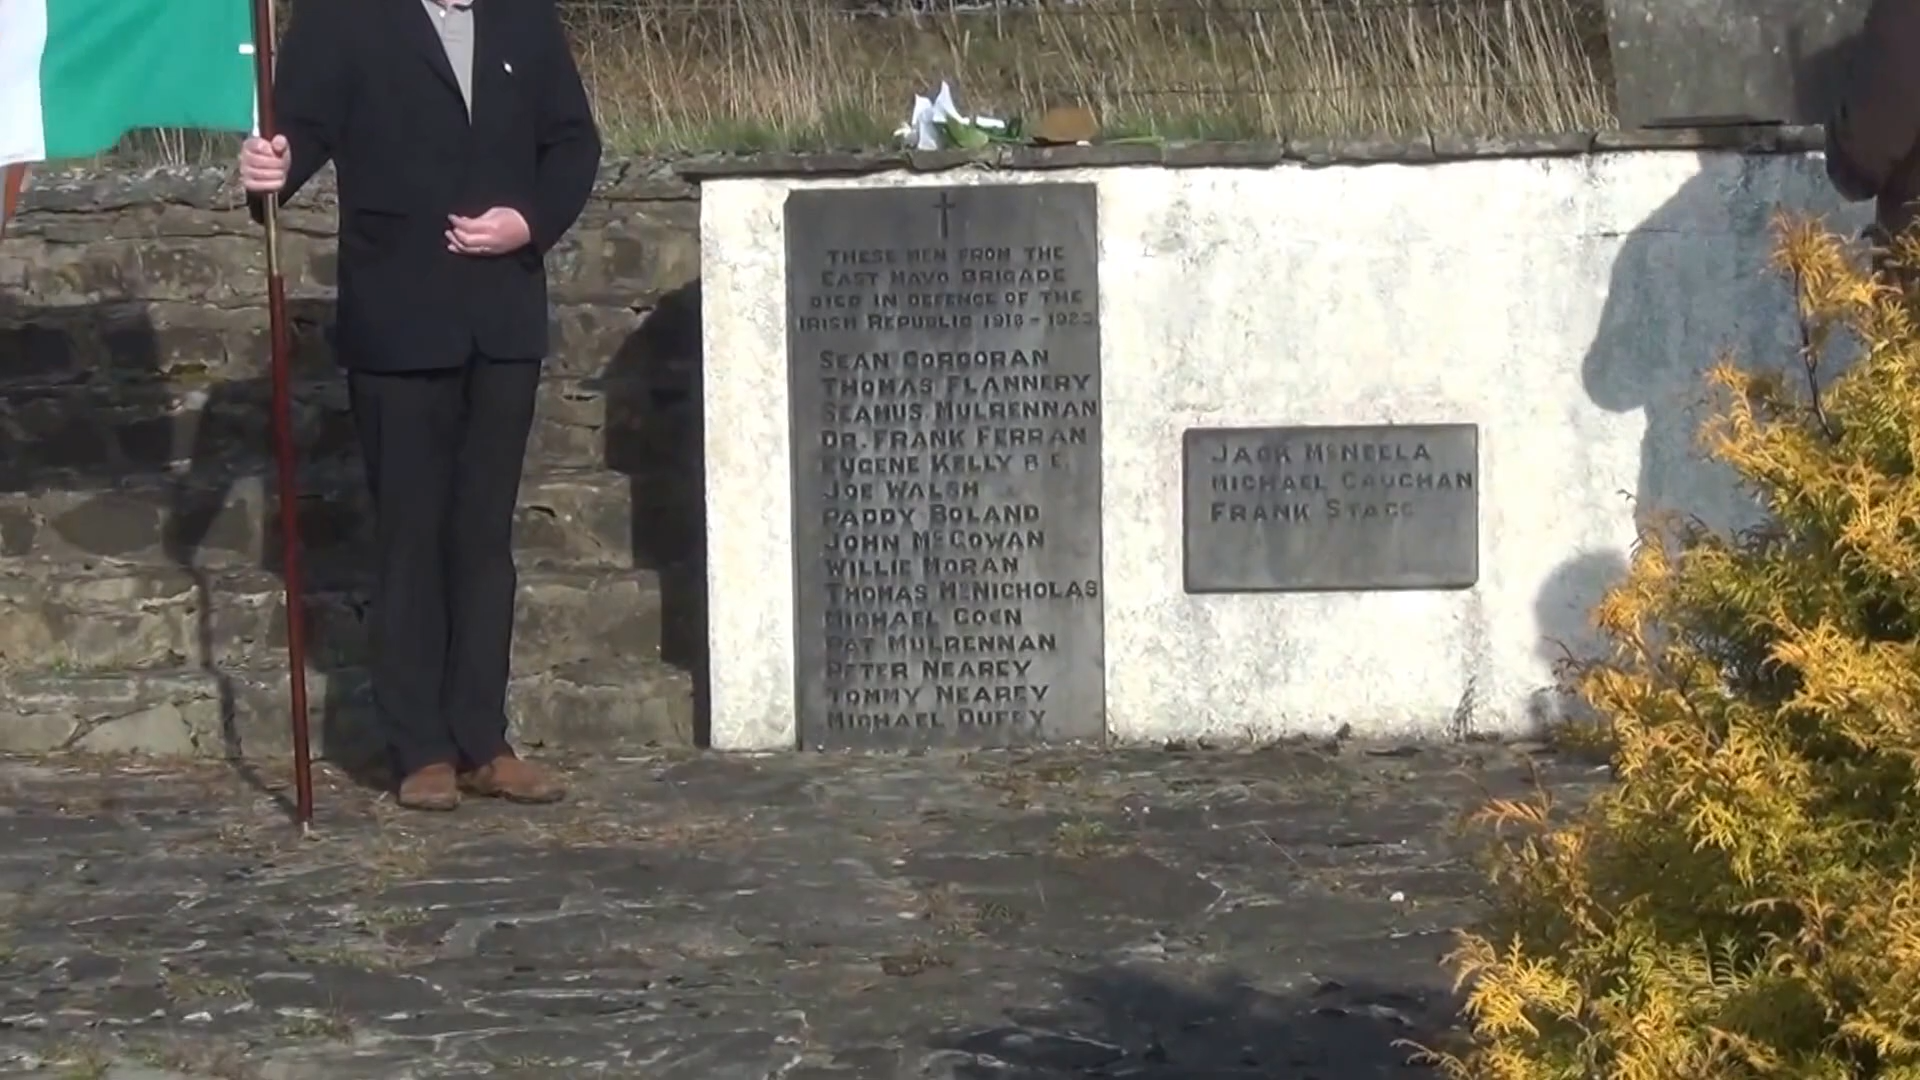 THESE MEN FROM THE
EAST MAYO BRIGADE
DIED IN DEFENCE OF THE
IRISH REPUBLIC 1918 - 1923
SEAN CORCORAN
THOMAS FLANNERY
SEAMUS MULRENNAN
DR. FRANK FERRAN
EUGENE KELLY B.E.
JOE WALSH
PADDY BOLAND
JOHN McGOWAN
WILLIE MORAN
THOMAS McNICHOLAS
MICHAEL COEN
PAT MULRENNAN
PETER NEAREY
TOMMY NEAREY
MICHAEL DUFFY
JACK McNEELA
MICHAEL GAUGHAN
FRANK STAGG